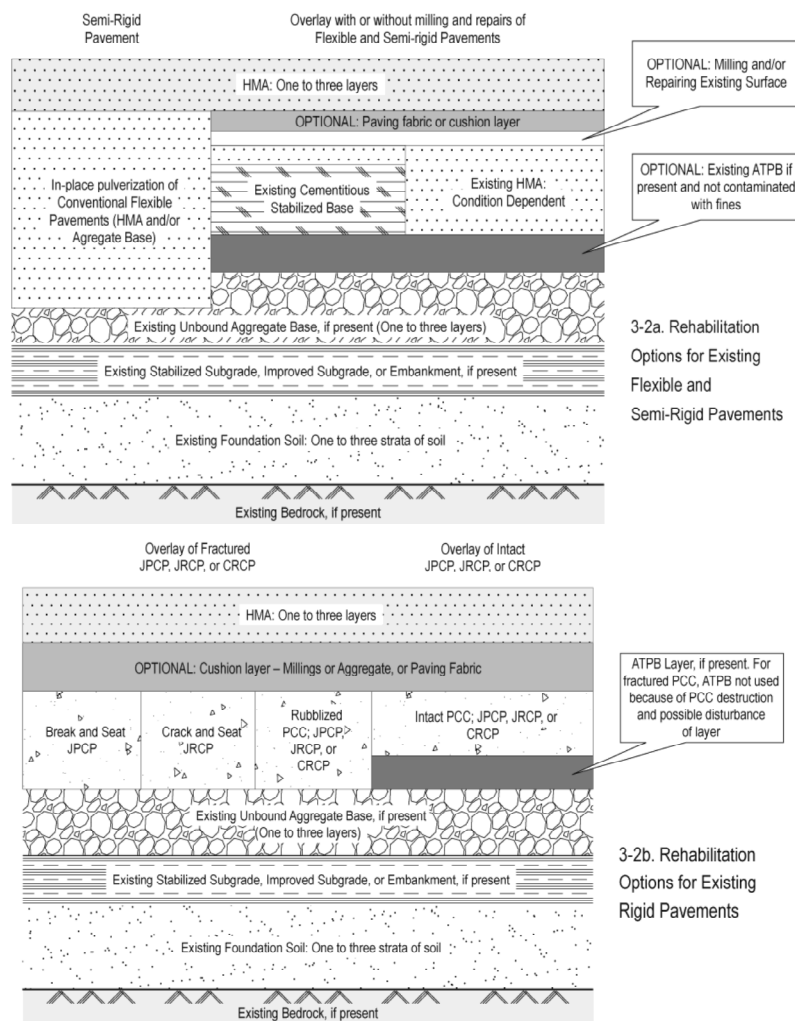 Semi-Rigid
Pavement
Overlay with or without milling and repairs of
Flexible and Semi-rigid Pavements
HMA: One to three layers
OPTIONAL: Milling and/or
Repairing Existing Surface
OPTIONAL: Paving fabric or cushion layer
In-place pulverization of
Conventional Flexible
Pavements (HMA and/or
Agregate Base)
Existing Cementitious
Stabilized Base
Existing HMA:
Condition Dependent
OPTIONAL: Existing ATPB if
present and not contaminated
with fines
Existing Unbound Aggregate Base, if present (One to three layers)
Existing Stabilized Subgrade, Improved Subgrade, or Embankment, if present
Existing Foundation Soil: One to three strata of soil
Existing Bedrock, if present
3-2a. Rehabilitation
Options for Existing
Flexible and
Semi-Rigid Pavements
Overlay of Fractured
JPCP, JRCP, or CRCP
Overlay of Intact
JPCP, JRCP, or CRCP
HMA: One to three layers
OPTIONAL: Cushion layer – Millings or Aggregate, or Paving Fabric
Break and Seat
JPCP
Crack and Seat
JRCP
Rubblized
PCC; JPCP,
JRCP, or
CRCP
Intact PCC; JPCP, JRCP, or
CRCP
ATPB Layer, if present. For
fractured PCC, ATPB not used
because of PCC destruction
and possible disturbance
of layer
Existing Unbound Aggregate Base, if present
(One to three layers)
Existing Stabilized Subgrade, Improved Subgrade, or Embankment, if present
Existing Foundation Soil: One to three strata of soil
Existing Bedrock, if present
3-2b. Rehabilitation
Options for Existing
Rigid Pavements